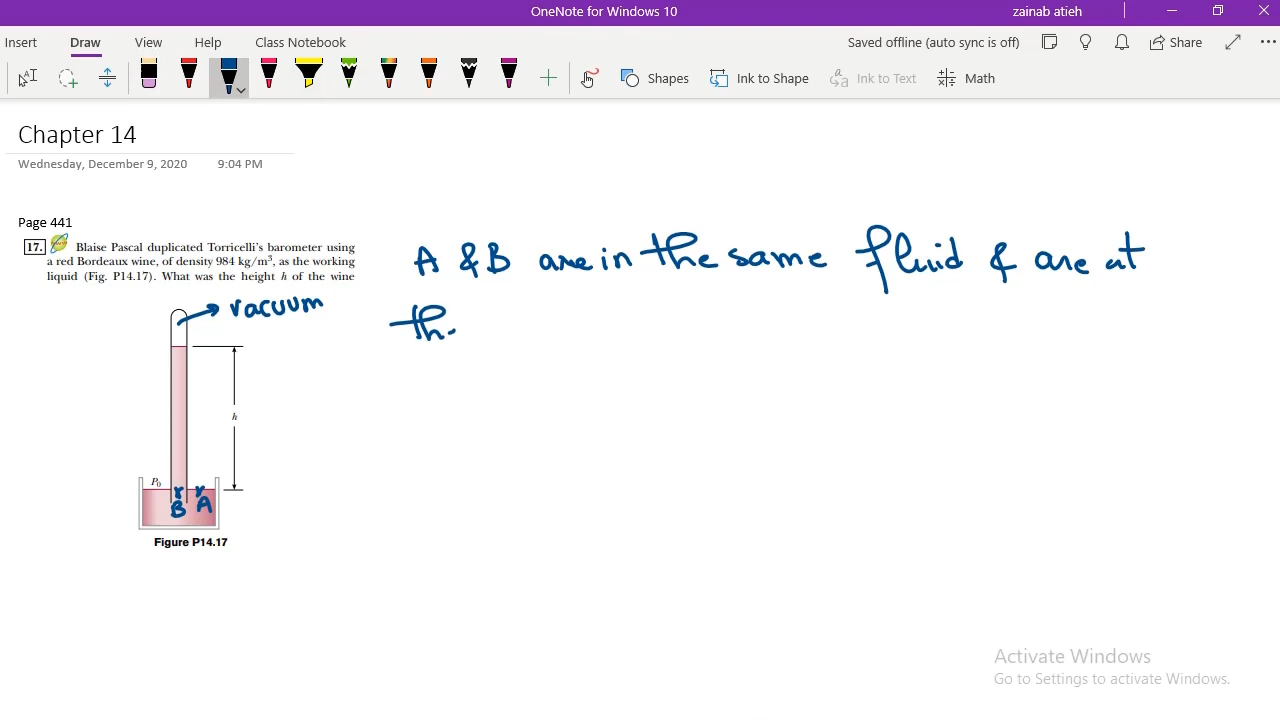 OneNote for Windows 10
zainab atieh
Insert Draw View Help Class Notebook
Saved offline (auto sync is off) Share
Shapes Ink to Shape Ink to Text Math
Chapter 14
Wednesday, December 9, 2020 9:04 PM
Page 441
17. Blaise Pascal duplicated Torricelli's barometer using
a red Bordeaux wine, of density 984 kg/m³, as the working
liquid (Fig. P14.17). What was the height h of the wine
vacuum
h
P₀
B A
Figure P14.17
A & B are in the same fluid & are at
th
Activate Windows
Go to Settings to activate Windows.